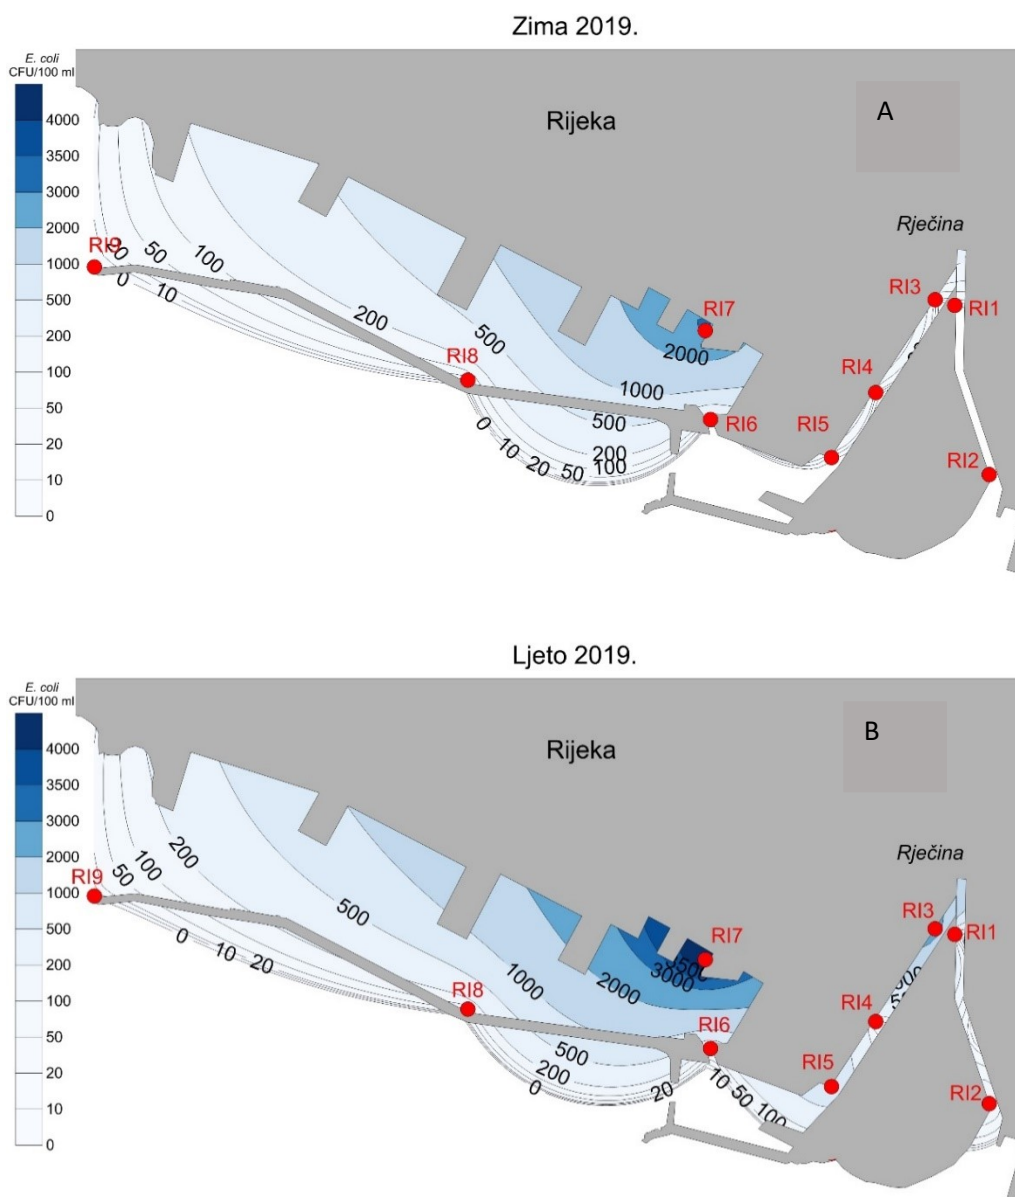 Zima 2019.
E. coli
CFU/100 ml
4000
3500
3000
2000
1000
500
200
100
50
20
10
0
A
Rijeka
Rječina
RI9
0
50
100
10
200
RI8
500
2000
RI7
1000
500
200
100
0
10
20
50
RI6
RI5
RI4
RI3
RI1
RI2
Ljeto 2019.
E. coli
CFU/100 ml
4000
3500
3000
2000
1000
500
200
100
50
20
10
0
B
Rijeka
Rječina
RI9
50
100
200
0
10
20
500
RI8
1000
2000
3000
RI7
RI6
500
200
0
20
10
50
100
RI5
RI4
RI3
RI1
RI2